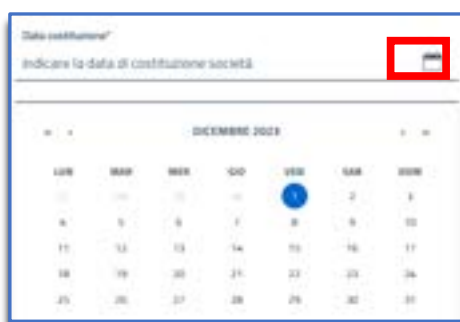 Data costituzione*
Indicare la data di costituzione società
« ‹ DICEMBRE 2023 › »
LUN MAR MER GIO VEN SAB DOM
1 2 3
4 5 6 7 8 9 10
11 12 13 14 15 16 17
18 19 20 21 22 23 24
25 26 27 28 29 30 31